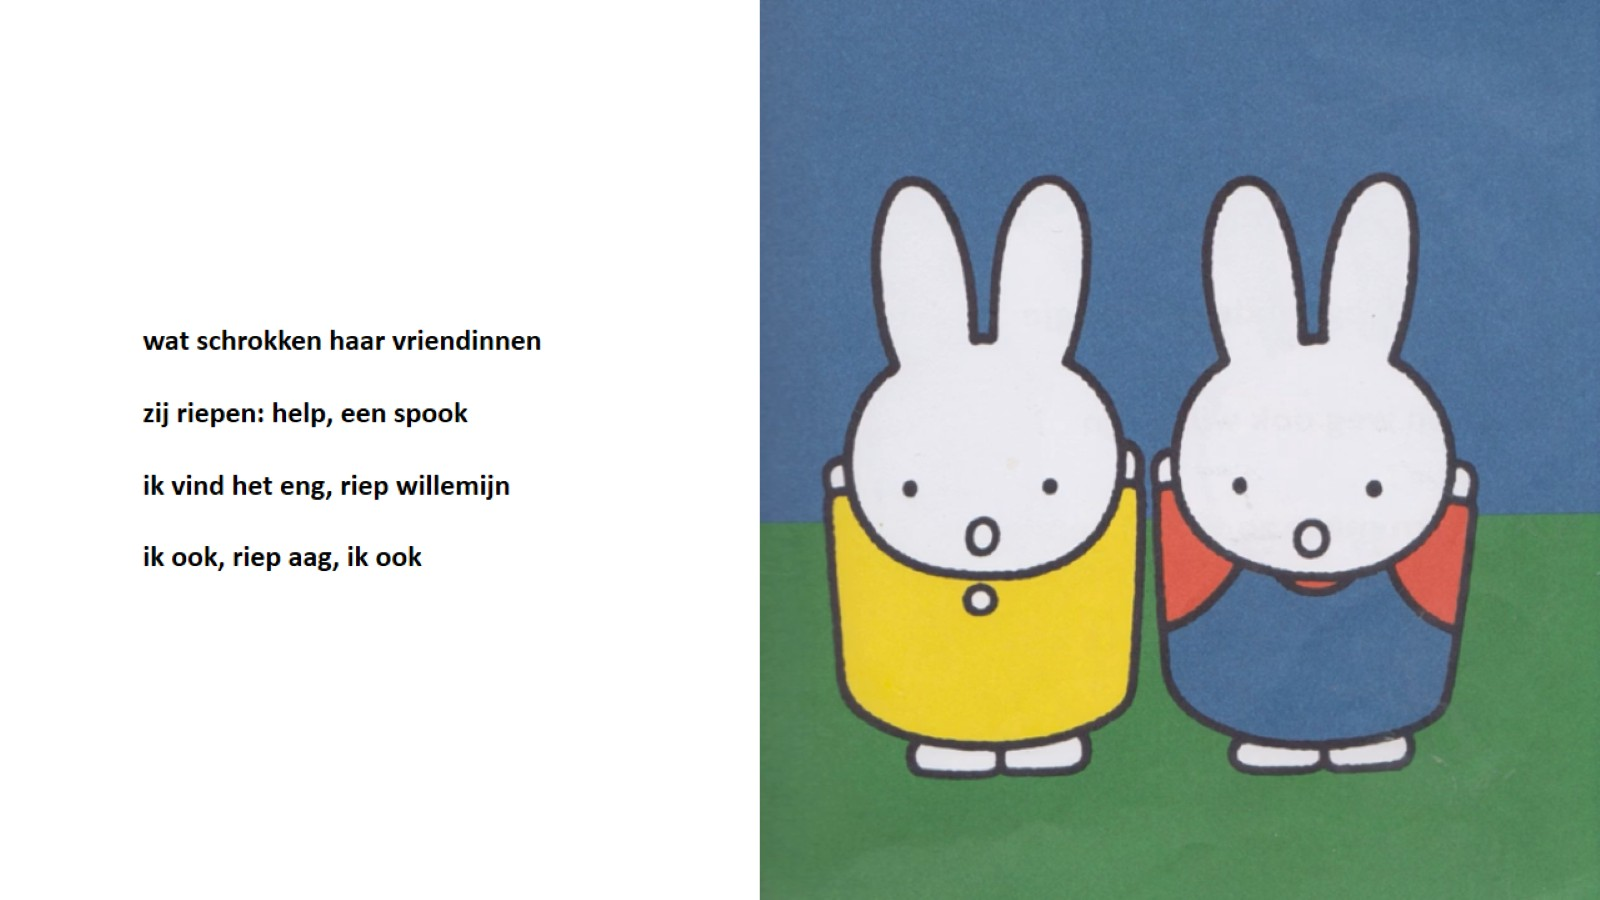 wat schrokken haar vriendinnen
zij riepen: help, een spook
ik vind het eng, riep willemijn
ik ook, riep aag, ik ook